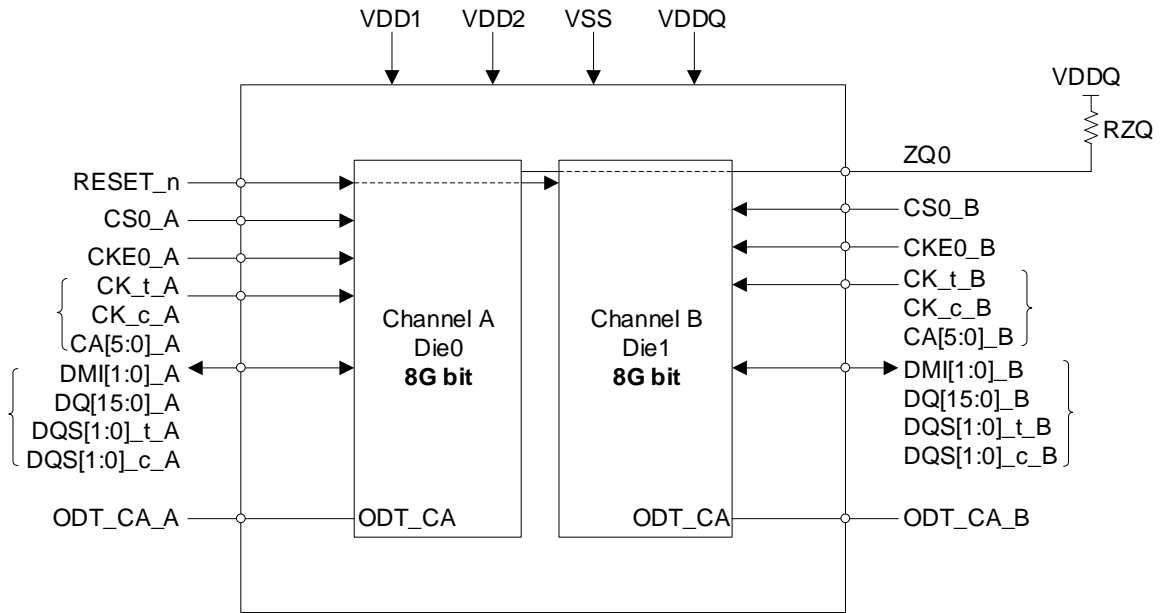 VDD1 VDD2 VSS VDDQ
VDDQ
RZQ
ZQ0
RESET_n
CS0_A
CKE0_A
CK_t_A
CK_c_A
CA[5:0]_A
DMI[1:0]_A
DQ[15:0]_A
DQS[1:0]_t_A
DQS[1:0]_c_A
ODT_CA_A
Channel A
Die0
8G bit
ODT_CA
Channel B
Die1
8G bit
ODT_CA
CS0_B
CKE0_B
CK_t_B
CK_c_B
CA[5:0]_B
DMI[1:0]_B
DQ[15:0]_B
DQS[1:0]_t_B
DQS[1:0]_c_B
ODT_CA_B